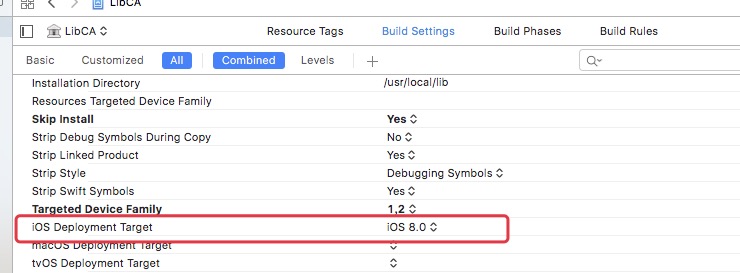 LibCA
LibCA Resource Tags Build Settings Build Phases Build Rules
Basic Customized All Combined Levels +
Installation Directory /usr/local/lib
Resources Targeted Device Family
Skip Install Yes
Strip Debug Symbols During Copy No
Strip Linked Product Yes
Strip Style Debugging Symbols
Strip Swift Symbols Yes
Targeted Device Family 1,2
iOS Deployment Target iOS 8.0
macOS Deployment Target
tvOS Deployment Target